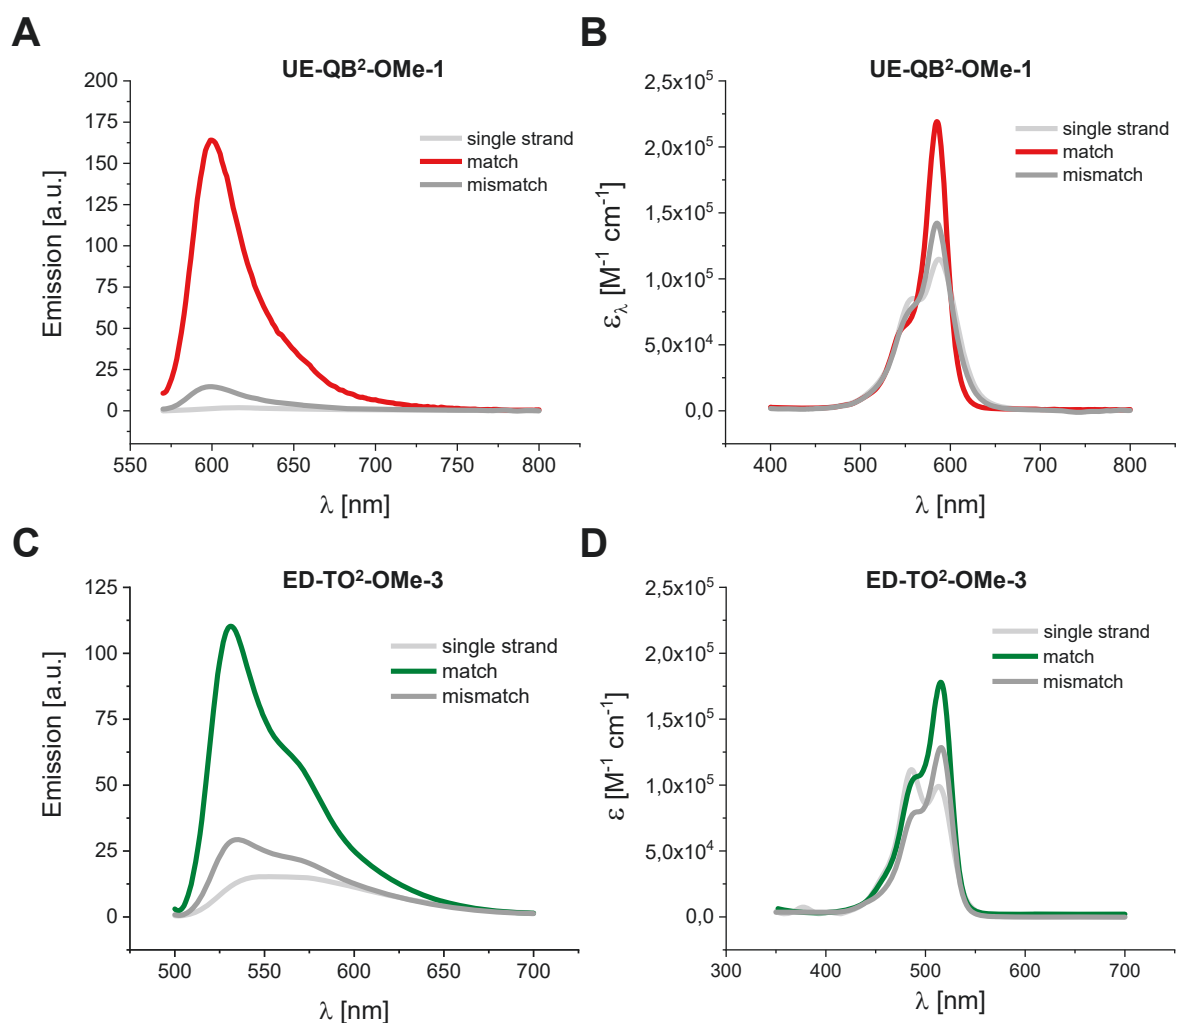 A
UE-QB²-OMe-1
200
175
150
125
100
75
50
25
0
550 600 650 700 750 800
Emission [a.u.]
λ [nm]
single strand
match
mismatch
B
UE-QB²-OMe-1
2,5x10⁵
2,0x10⁵
1,5x10⁵
1,0x10⁵
5,0x10⁴
0,0
400 500 600 700 800
ελ [M⁻¹ cm⁻¹]
λ [nm]
single strand
match
mismatch
C
ED-TO²-OMe-3
125
100
75
50
25
0
500 550 600 650 700
Emission [a.u.]
λ [nm]
single strand
match
mismatch
D
ED-TO²-OMe-3
2,5x10⁵
2,0x10⁵
1,5x10⁵
1,0x10⁵
5,0x10⁴
0,0
300 400 500 600 700
ε [M⁻¹ cm⁻¹]
λ [nm]
single strand
match
mismatch